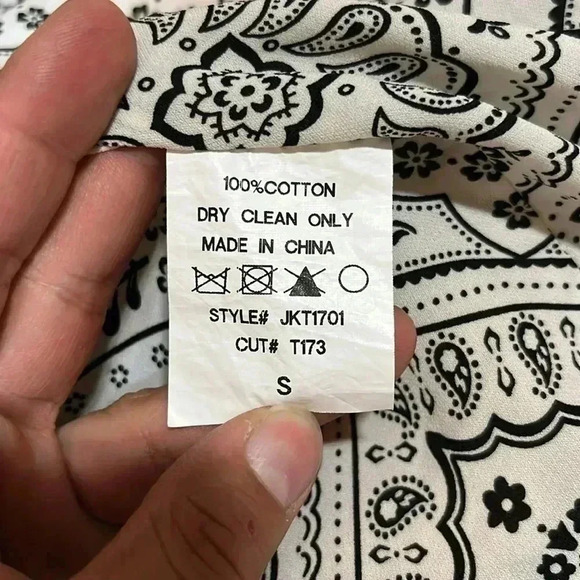 100%COTTON
DRY CLEAN ONLY
MADE IN CHINA
STYLE# JKT1701
CUT# T173
S